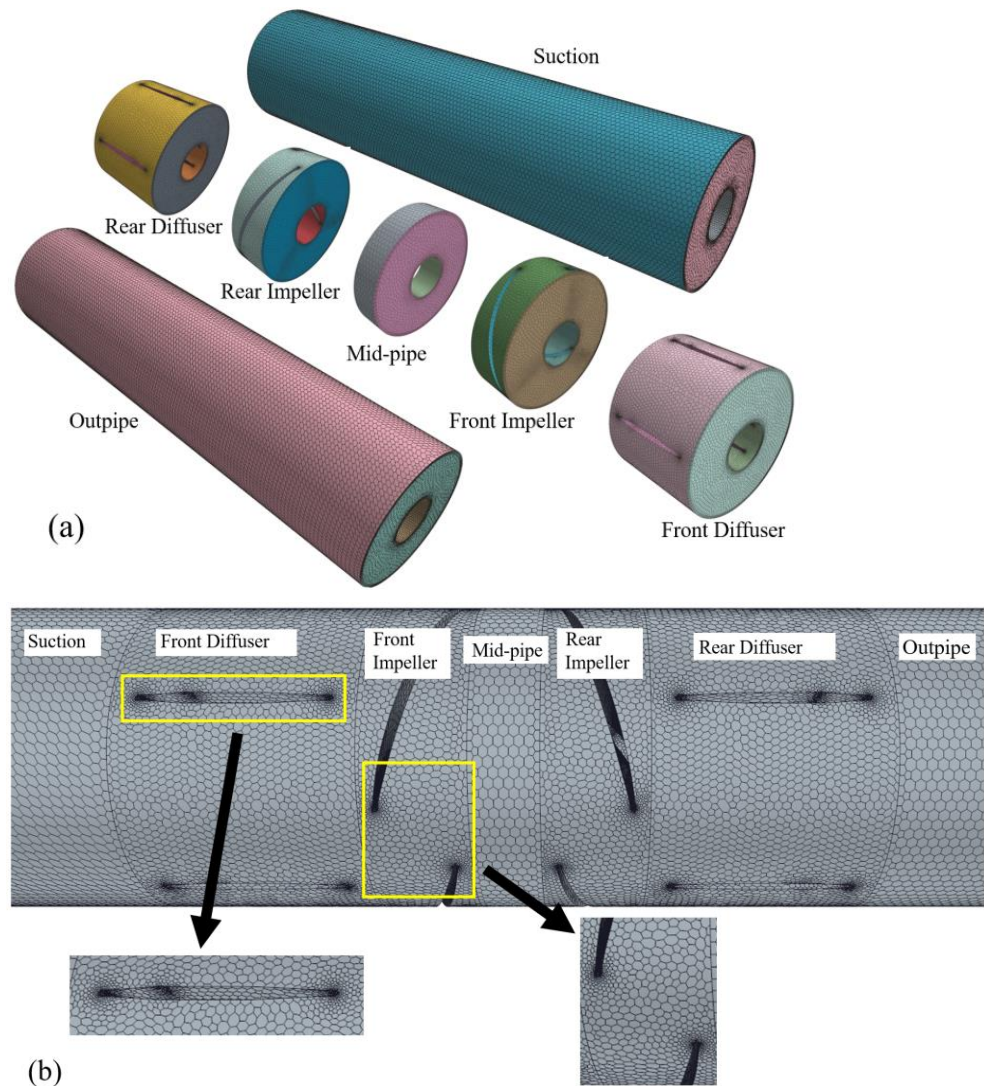 Suction
Rear Diffuser
Rear Impeller
Mid-pipe
Outpipe
Front Impeller
Front Diffuser
(a)
Suction
Front Diffuser
Front
Impeller
Mid-pipe
Rear
Impeller
Rear Diffuser
Outpipe
(b)